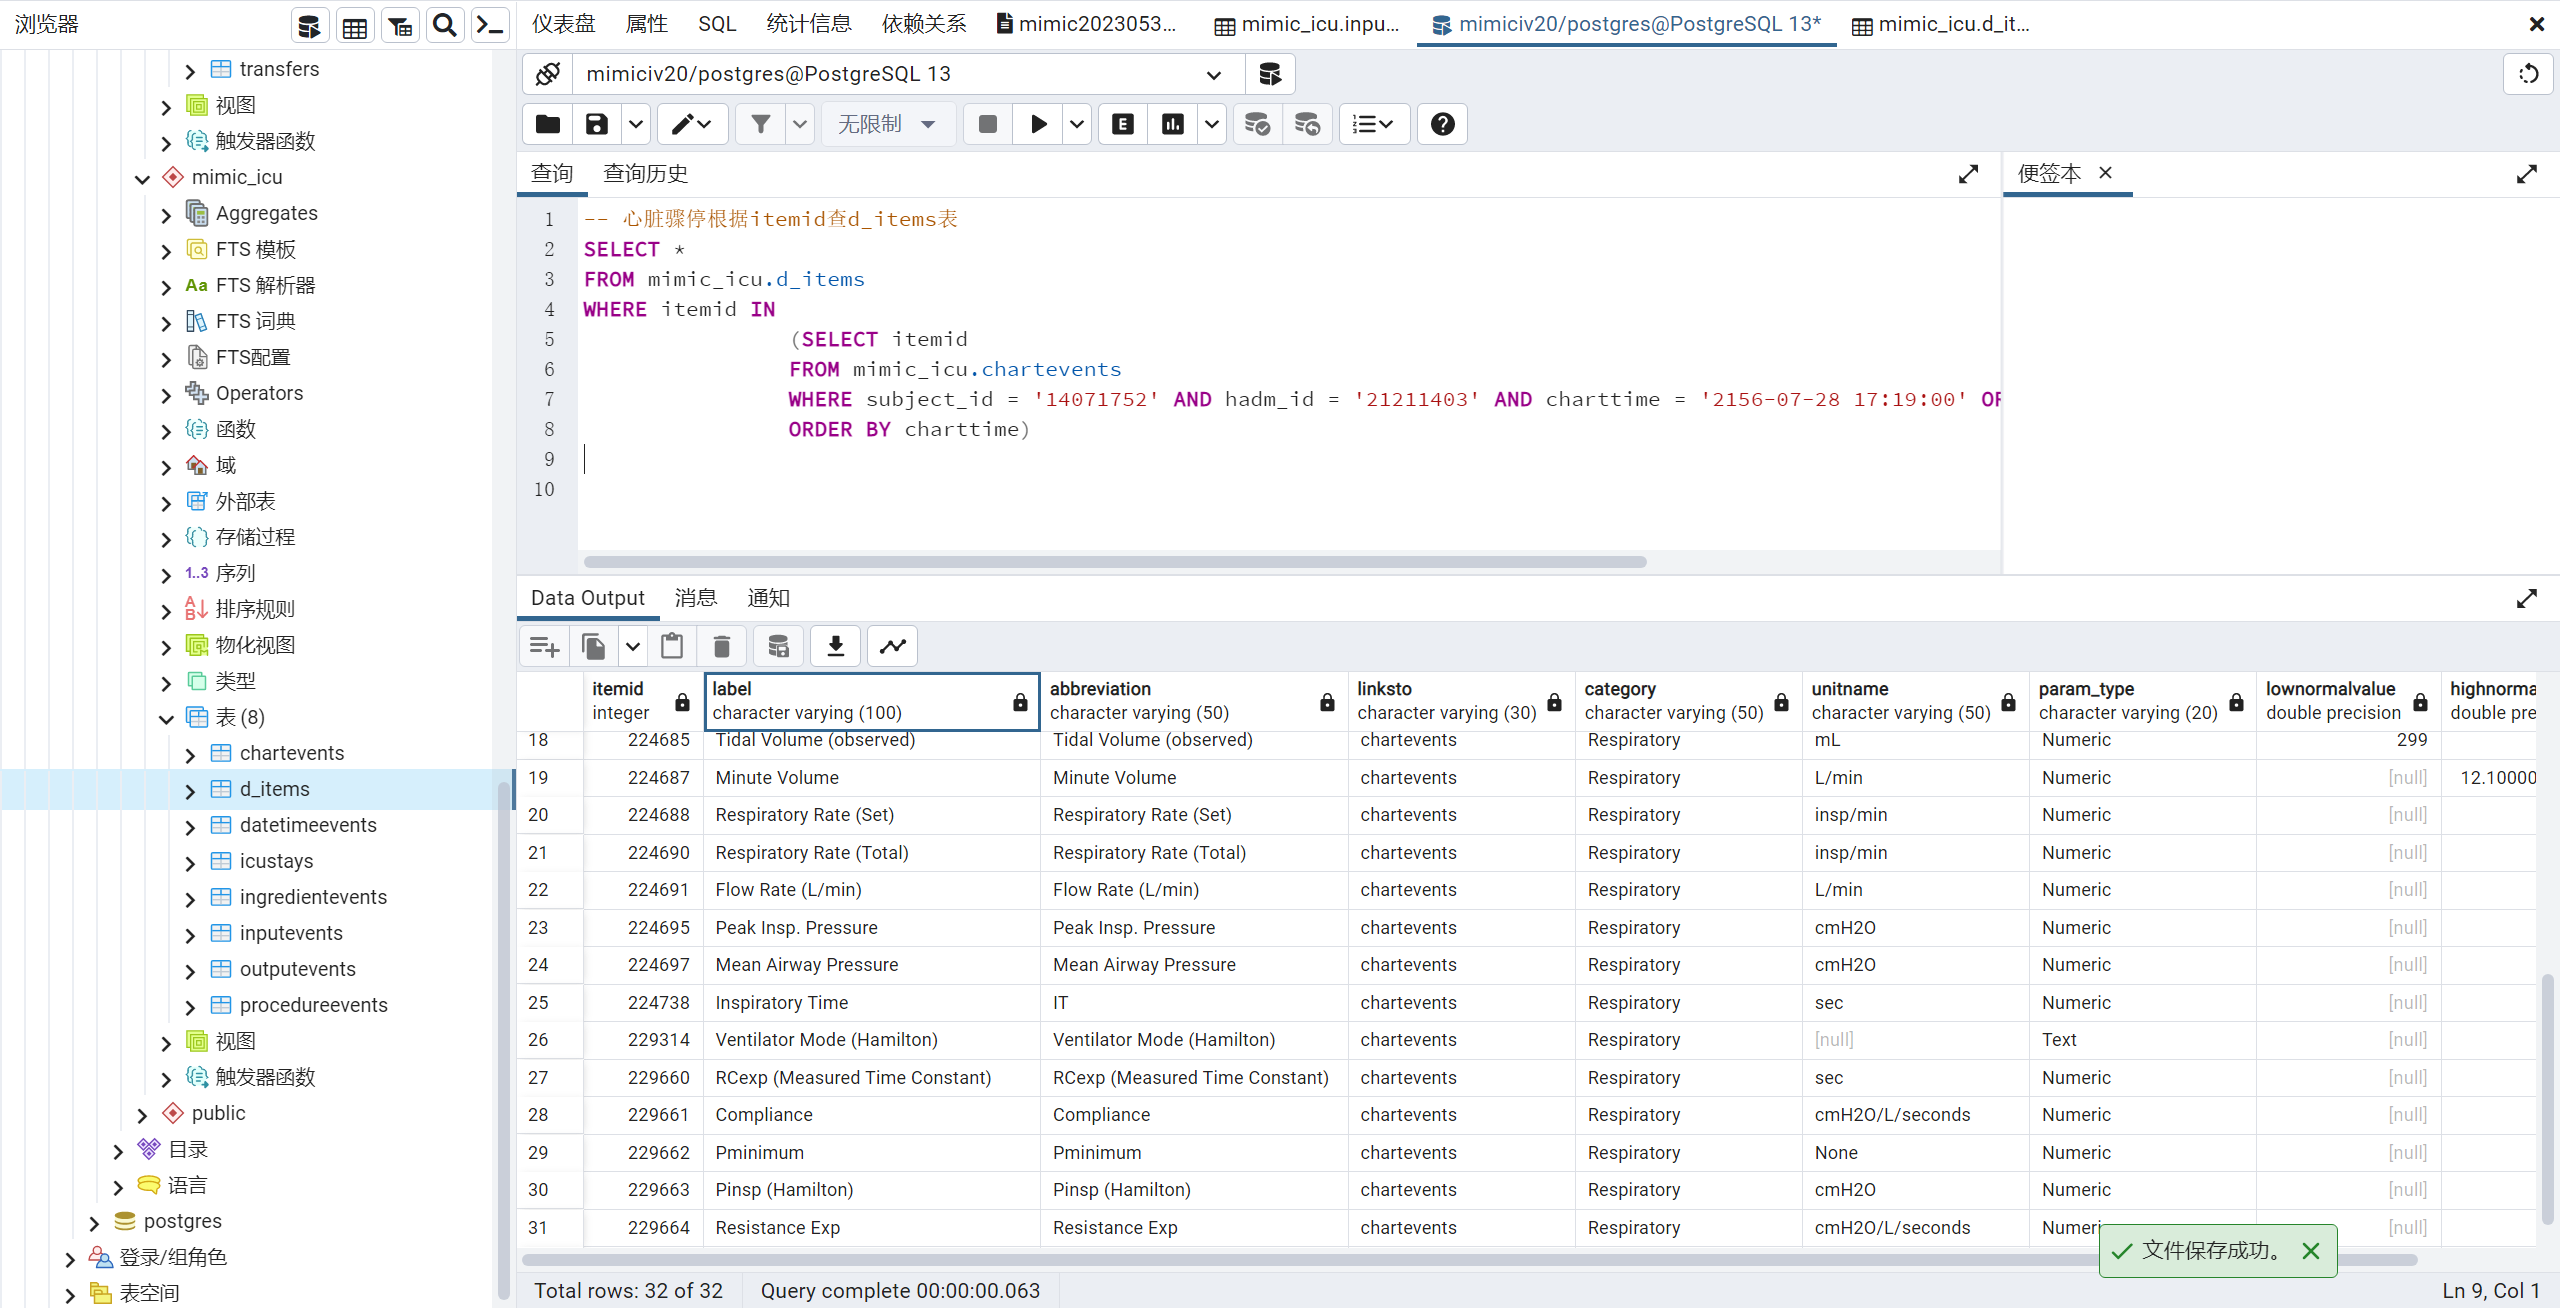 浏览器
仪表盘 属性 SQL 统计信息 依赖关系 mimic2023053... mimic_icu.inpu... mimiciv20/postgres@PostgreSQL 13* mimic_icu.d_it...
transfers
视图
触发器函数
mimic_icu
Aggregates
FTS 模板
Aa FTS 解析器
FTS 词典
FTS配置
Operators
函数
域
外部表
存储过程
1..3 序列
排序规则
物化视图
类型
表 (8)
chartevents
d_items
datetimeevents
icustays
ingredientevents
inputevents
outputevents
procedureevents
视图
触发器函数
public
目录
语言
postgres
登录/组角色
表空间
mimiciv20/postgres@PostgreSQL 13
无限制
查询 查询历史
便签本
1 -- 心脏骤停根据itemid查d_items表
2 SELECT *
3 FROM mimic_icu.d_items
4 WHERE itemid IN
5 (SELECT itemid
6 FROM mimic_icu.chartevents
7 WHERE subject_id = '14071752' AND hadm_id = '21211403' AND charttime = '2156-07-28 17:19:00' OR
8 ORDER BY charttime)
9
10
Data Output 消息 通知
itemid label abbreviation linksto category unitname param_type lownormalvalue highnorma
integer character varying (100) character varying (50) character varying (30) character varying (50) character varying (50) character varying (20) double precision double pre
18 224685 Tidal Volume (observed) Tidal Volume (observed) chartevents Respiratory mL Numeric 299
19 224687 Minute Volume Minute Volume chartevents Respiratory L/min Numeric [null] 12.10000
20 224688 Respiratory Rate (Set) Respiratory Rate (Set) chartevents Respiratory insp/min Numeric [null]
21 224690 Respiratory Rate (Total) Respiratory Rate (Total) chartevents Respiratory insp/min Numeric [null]
22 224691 Flow Rate (L/min) Flow Rate (L/min) chartevents Respiratory L/min Numeric [null]
23 224695 Peak Insp. Pressure Peak Insp. Pressure chartevents Respiratory cmH2O Numeric [null]
24 224697 Mean Airway Pressure Mean Airway Pressure chartevents Respiratory cmH2O Numeric [null]
25 224738 Inspiratory Time IT chartevents Respiratory sec Numeric [null]
26 229314 Ventilator Mode (Hamilton) Ventilator Mode (Hamilton) chartevents Respiratory [null] Text [null]
27 229660 RCexp (Measured Time Constant) RCexp (Measured Time Constant) chartevents Respiratory sec Numeric [null]
28 229661 Compliance Compliance chartevents Respiratory cmH2O/L/seconds Numeric [null]
29 229662 Pminimum Pminimum chartevents Respiratory None Numeric [null]
30 229663 Pinsp (Hamilton) Pinsp (Hamilton) chartevents Respiratory cmH2O Numeric [null]
31 229664 Resistance Exp Resistance Exp chartevents Respiratory cmH2O/L/seconds Numeri [null]
文件保存成功。
Total rows: 32 of 32 Query complete 00:00:00.063 Ln 9, Col 1